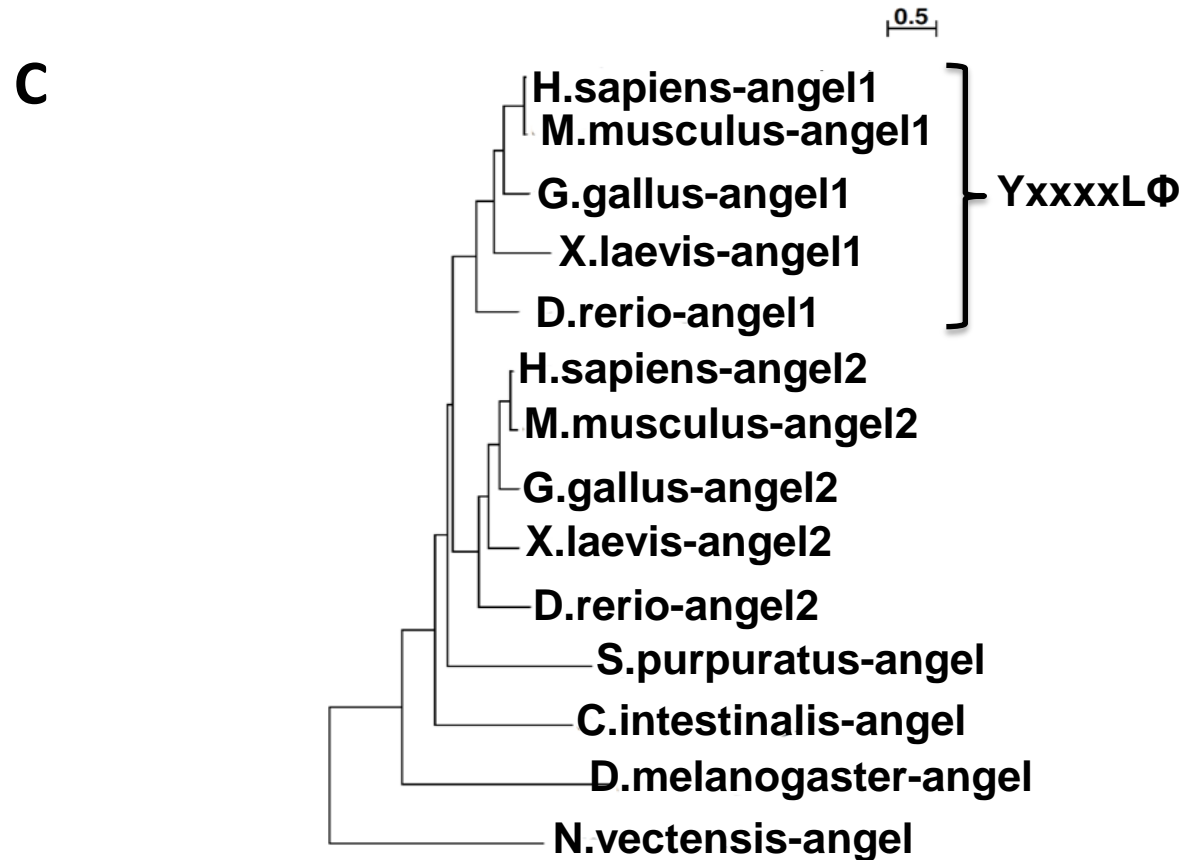 0.5
C
H.sapiens-angel1
M.musculus-angel1
G.gallus-angel1
YxxxxLΦ
X.laevis-angel1
D.rerio-angel1
H.sapiens-angel2
M.musculus-angel2
G.gallus-angel2
X.laevis-angel2
D.rerio-angel2
S.purpuratus-angel
C.intestinalis-angel
D.melanogaster-angel
N.vectensis-angel